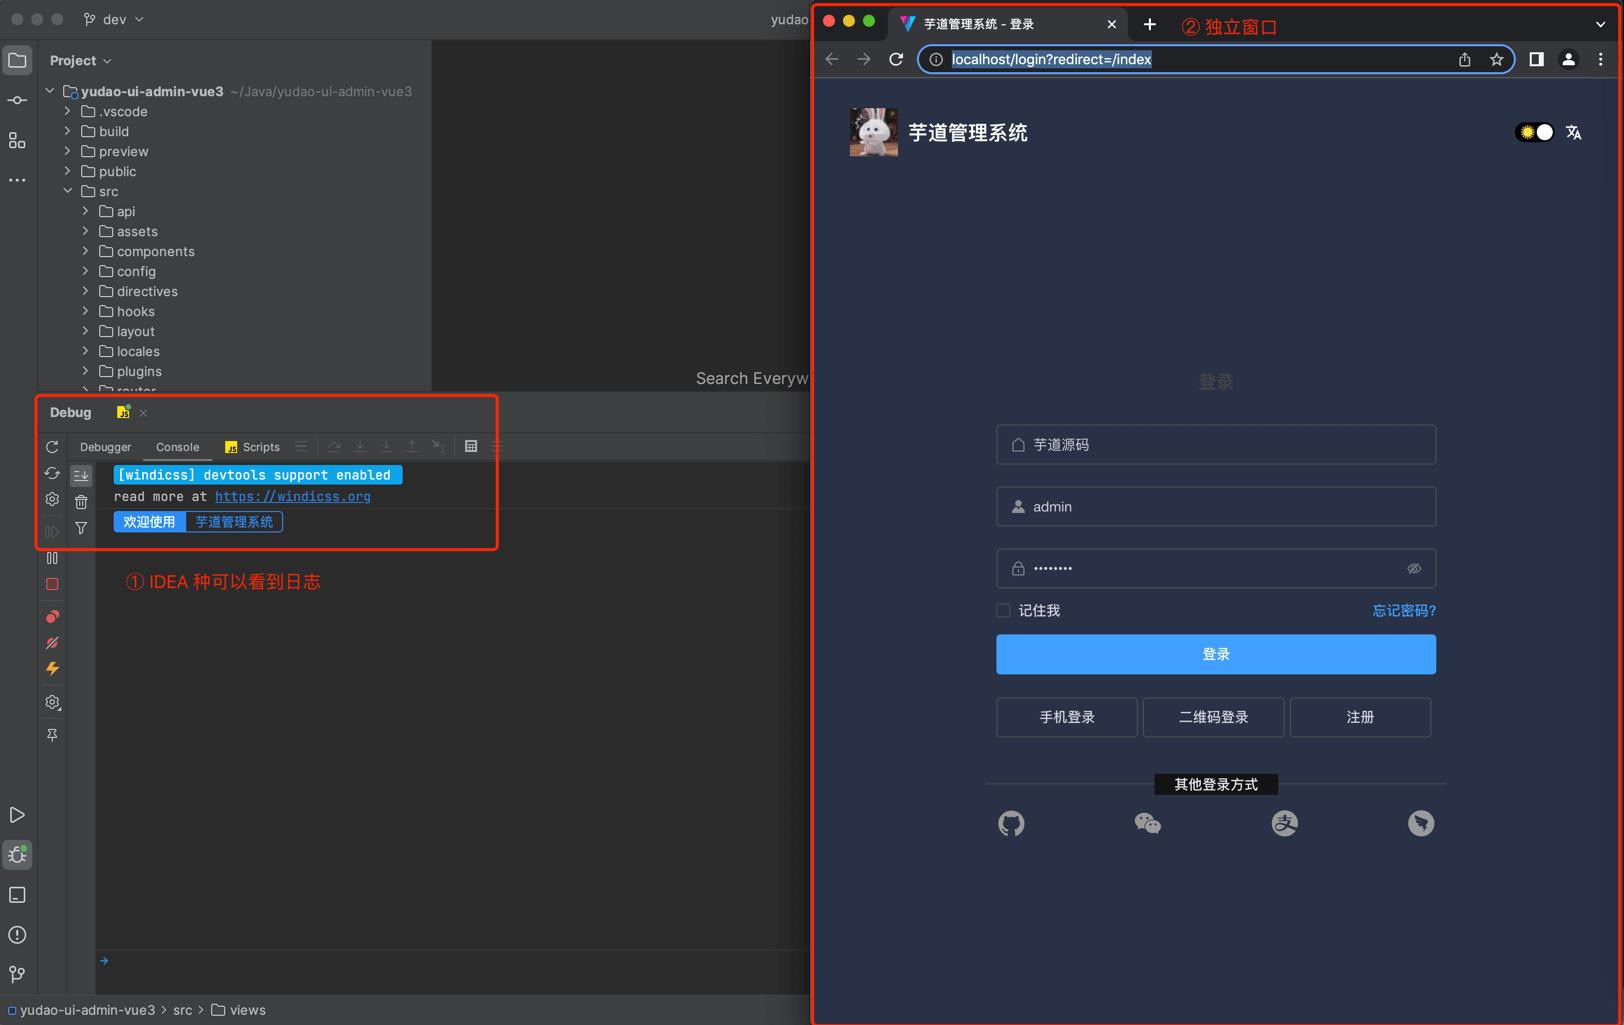 dev
yudao
Project
yudao-ui-admin-vue3 ~/Java/yudao-ui-admin-vue3
.vscode
build
preview
public
src
api
assets
components
config
directives
hooks
layout
locales
plugins
router
Search Everyw
Debug
Debugger Console Scripts
[windicss] devtools support enabled
read more at https://windicss.org
欢迎使用 芋道管理系统
① IDEA 种可以看到日志
yudao-ui-admin-vue3 > src > views
芋道管理系统 - 登录
② 独立窗口
localhost/login?redirect=/index
芋道管理系统
登录
芋道源码
admin
••••••••
记住我 忘记密码?
登录
手机登录 二维码登录 注册
其他登录方式